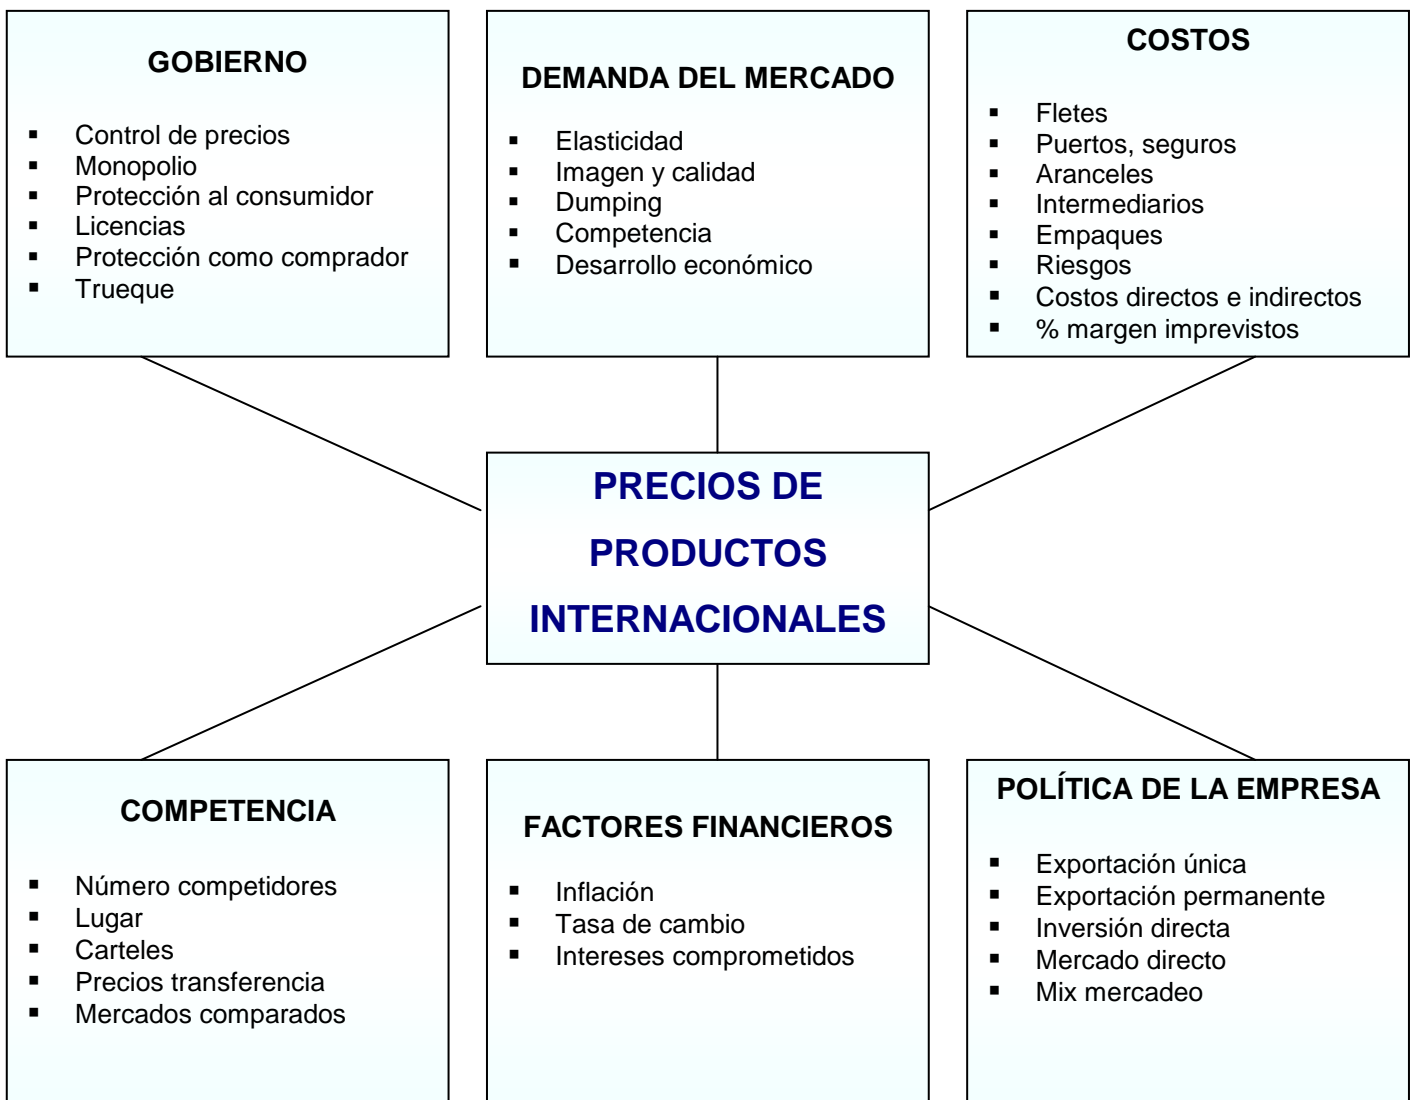 GOBIERNO
▪ Control de precios
▪ Monopolio
▪ Protección al consumidor
▪ Licencias
▪ Protección como comprador
▪ Trueque
DEMANDA DEL MERCADO
▪ Elasticidad
▪ Imagen y calidad
▪ Dumping
▪ Competencia
▪ Desarrollo económico
COSTOS
▪ Fletes
▪ Puertos, seguros
▪ Aranceles
▪ Intermediarios
▪ Empaques
▪ Riesgos
▪ Costos directos e indirectos
▪ % margen imprevistos
PRECIOS DE
PRODUCTOS
INTERNACIONALES
COMPETENCIA
▪ Número competidores
▪ Lugar
▪ Carteles
▪ Precios transferencia
▪ Mercados comparados
FACTORES FINANCIEROS
▪ Inflación
▪ Tasa de cambio
▪ Intereses comprometidos
POLÍTICA DE LA EMPRESA
▪ Exportación única
▪ Exportación permanente
▪ Inversión directa
▪ Mercado directo
▪ Mix mercadeo